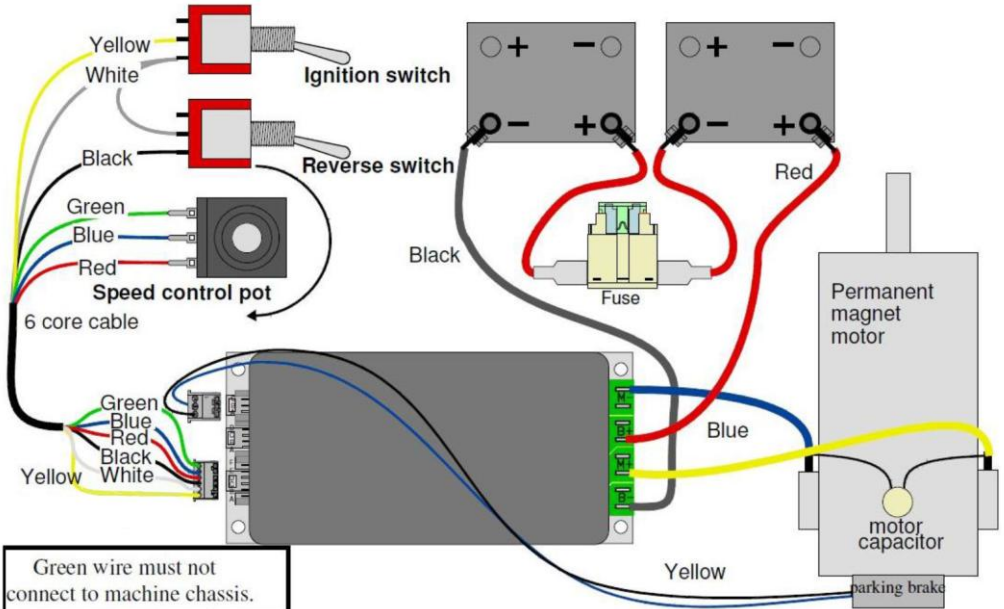 Yellow
White
Ignition switch
Black
Reverse switch
Green
Blue
Red
Speed control pot
6 core cable
+ −
− +
+ −
− +
Red
Black
Fuse
Permanent
magnet
motor
Green
Blue
Red
Black
White
Yellow
M-
B+
M+
B-
Blue
motor
capacitor
Yellow
parking brake
Green wire must not
connect to machine chassis.